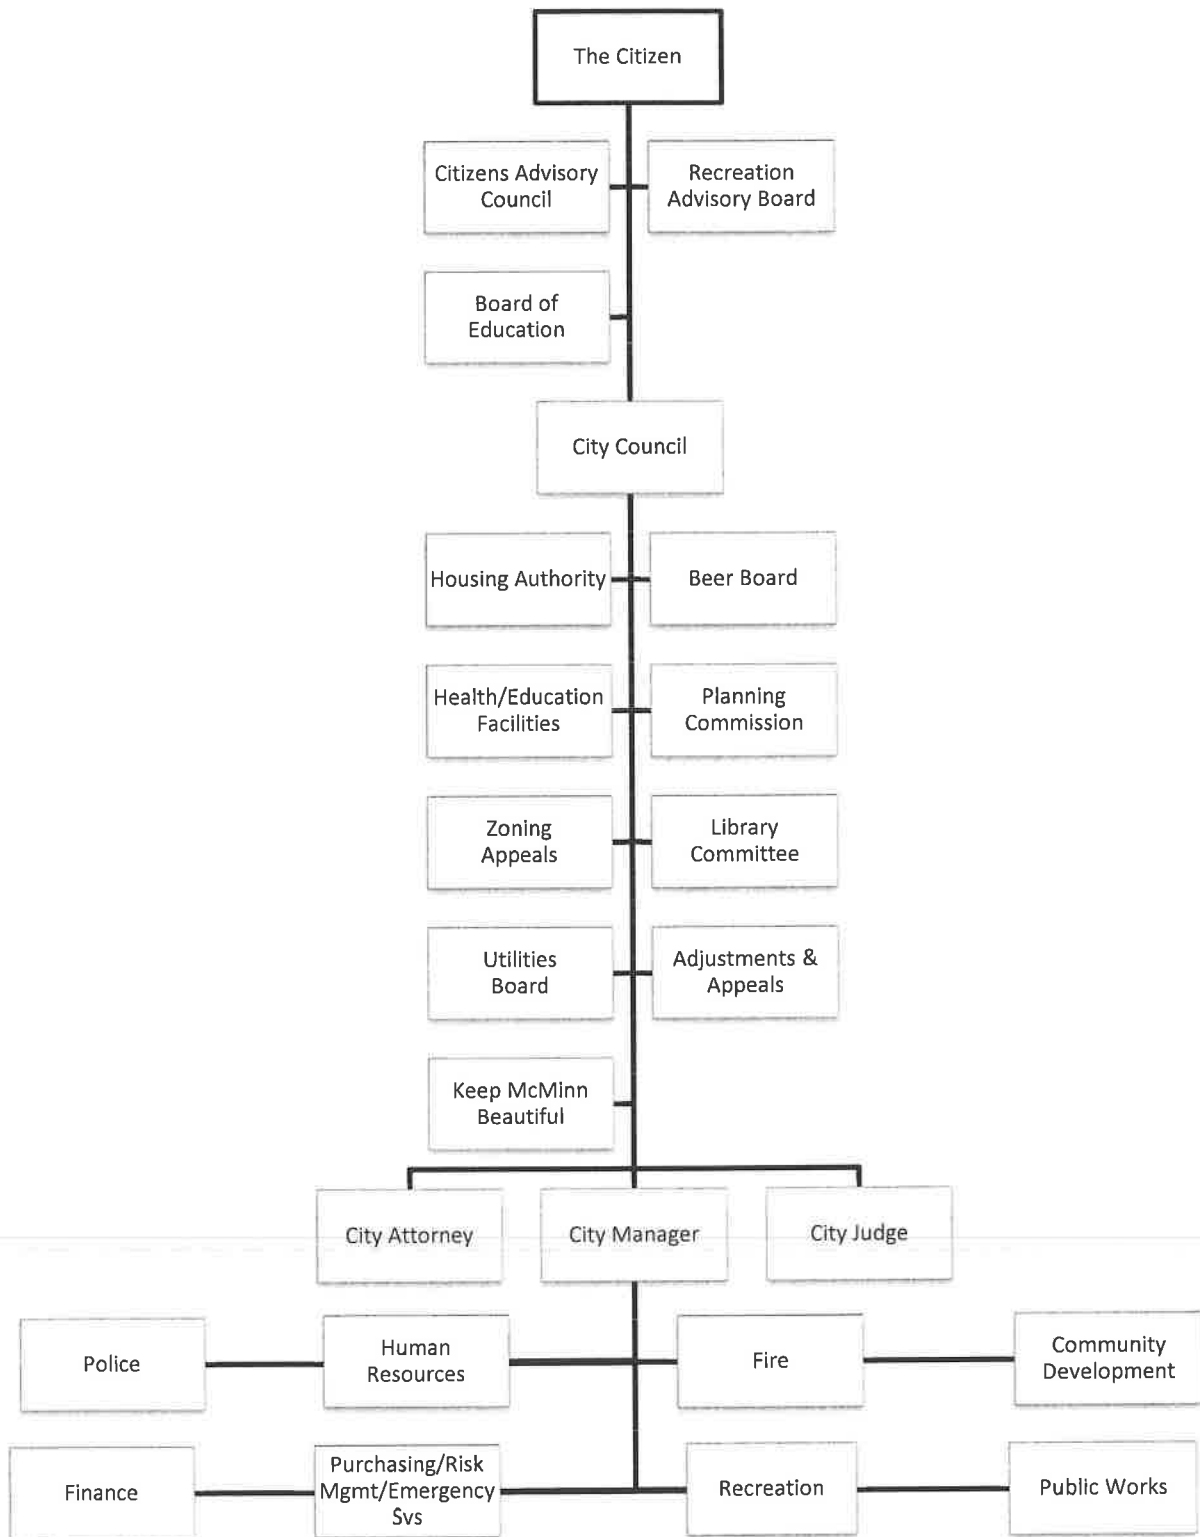 The Citizen
Citizens Advisory
Council
Recreation
Advisory Board
Board of
Education
City Council
Housing Authority
Beer Board
Health/Education
Facilities
Planning
Commission
Zoning
Appeals
Library
Committee
Utilities
Board
Adjustments &
Appeals
Keep McMinn
Beautiful
City Attorney
City Manager
City Judge
Police
Human
Resources
Fire
Community
Development
Finance
Purchasing/Risk
Mgmt/Emergency
Svs
Recreation
Public Works